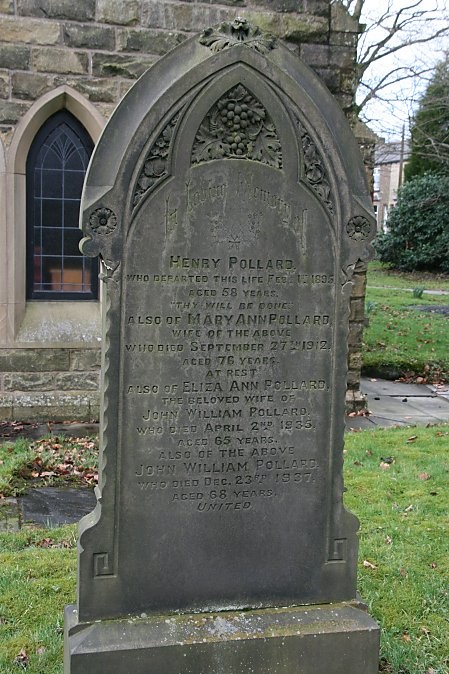 In Loving Memory
of
HENRY POLLARD,
WHO DEPARTED THIS LIFE FEBY 1ST
AGED 58 YEARS.
"THY WILL BE DONE"
ALSO OF MARY ANN POLLARD,
WIFE OF THE ABOVE
WHO DIED SEPTEMBER 27TH 1912,
AGED 76 YEARS.
AT REST
ALSO OF ELIZA ANN POLLARD,
THE BELOVED WIFE OF
JOHN WILLIAM POLLARD,
WHO DIED APRIL 2ND 1935,
AGED 65 YEARS.
ALSO OF THE ABOVE
JOHN WILLIAM POLLARD,
WHO DIED DEC. 23RD 1937,
AGED 68 YEARS.
UNITED